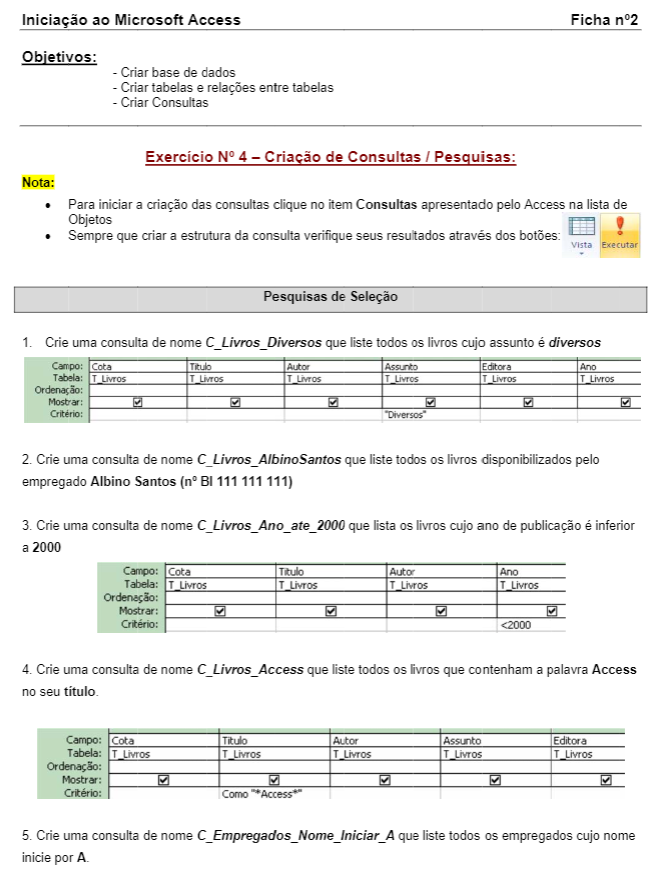 Iniciação ao Microsoft Access Ficha nº2
Objetivos:
- Criar base de dados
- Criar tabelas e relações entre tabelas
- Criar Consultas
Exercício Nº 4 – Criação de Consultas / Pesquisas:
Nota:
• Para iniciar a criação das consultas clique no item Consultas apresentado pelo Access na lista de
Objetos
• Sempre que criar a estrutura da consulta verifique seus resultados através dos botões:
Vista Executar
Pesquisas de Seleção
1. Crie uma consulta de nome C_Livros_Diversos que liste todos os livros cujo assunto é diversos
Campo: Cota Título Autor Assunto Editora Ano
Tabela: T_Livros T_Livros T_Livros T_Livros T_Livros T_Livros
Ordenação:
Mostrar:
Critério: "Diversos"
2. Crie uma consulta de nome C_Livros_AlbinoSantos que liste todos os livros disponibilizados pelo
empregado Albino Santos (nº BI 111 111 111)
3. Crie uma consulta de nome C_Livros_Ano_ate_2000 que lista os livros cujo ano de publicação é inferior
a 2000
Campo: Cota Título Autor Ano
Tabela: T_Livros T_Livros T_Livros T_Livros
Ordenação:
Mostrar:
Critério: <2000
4. Crie uma consulta de nome C_Livros_Access que liste todos os livros que contenham a palavra Access
no seu título.
Campo: Cota Título Autor Assunto Editora
Tabela: T_Livros T_Livros T_Livros T_Livros T_Livros
Ordenação:
Mostrar:
Critério: Como "*Access*"
5. Crie uma consulta de nome C_Empregados_Nome_Iniciar_A que liste todos os empregados cujo nome
inicie por A.